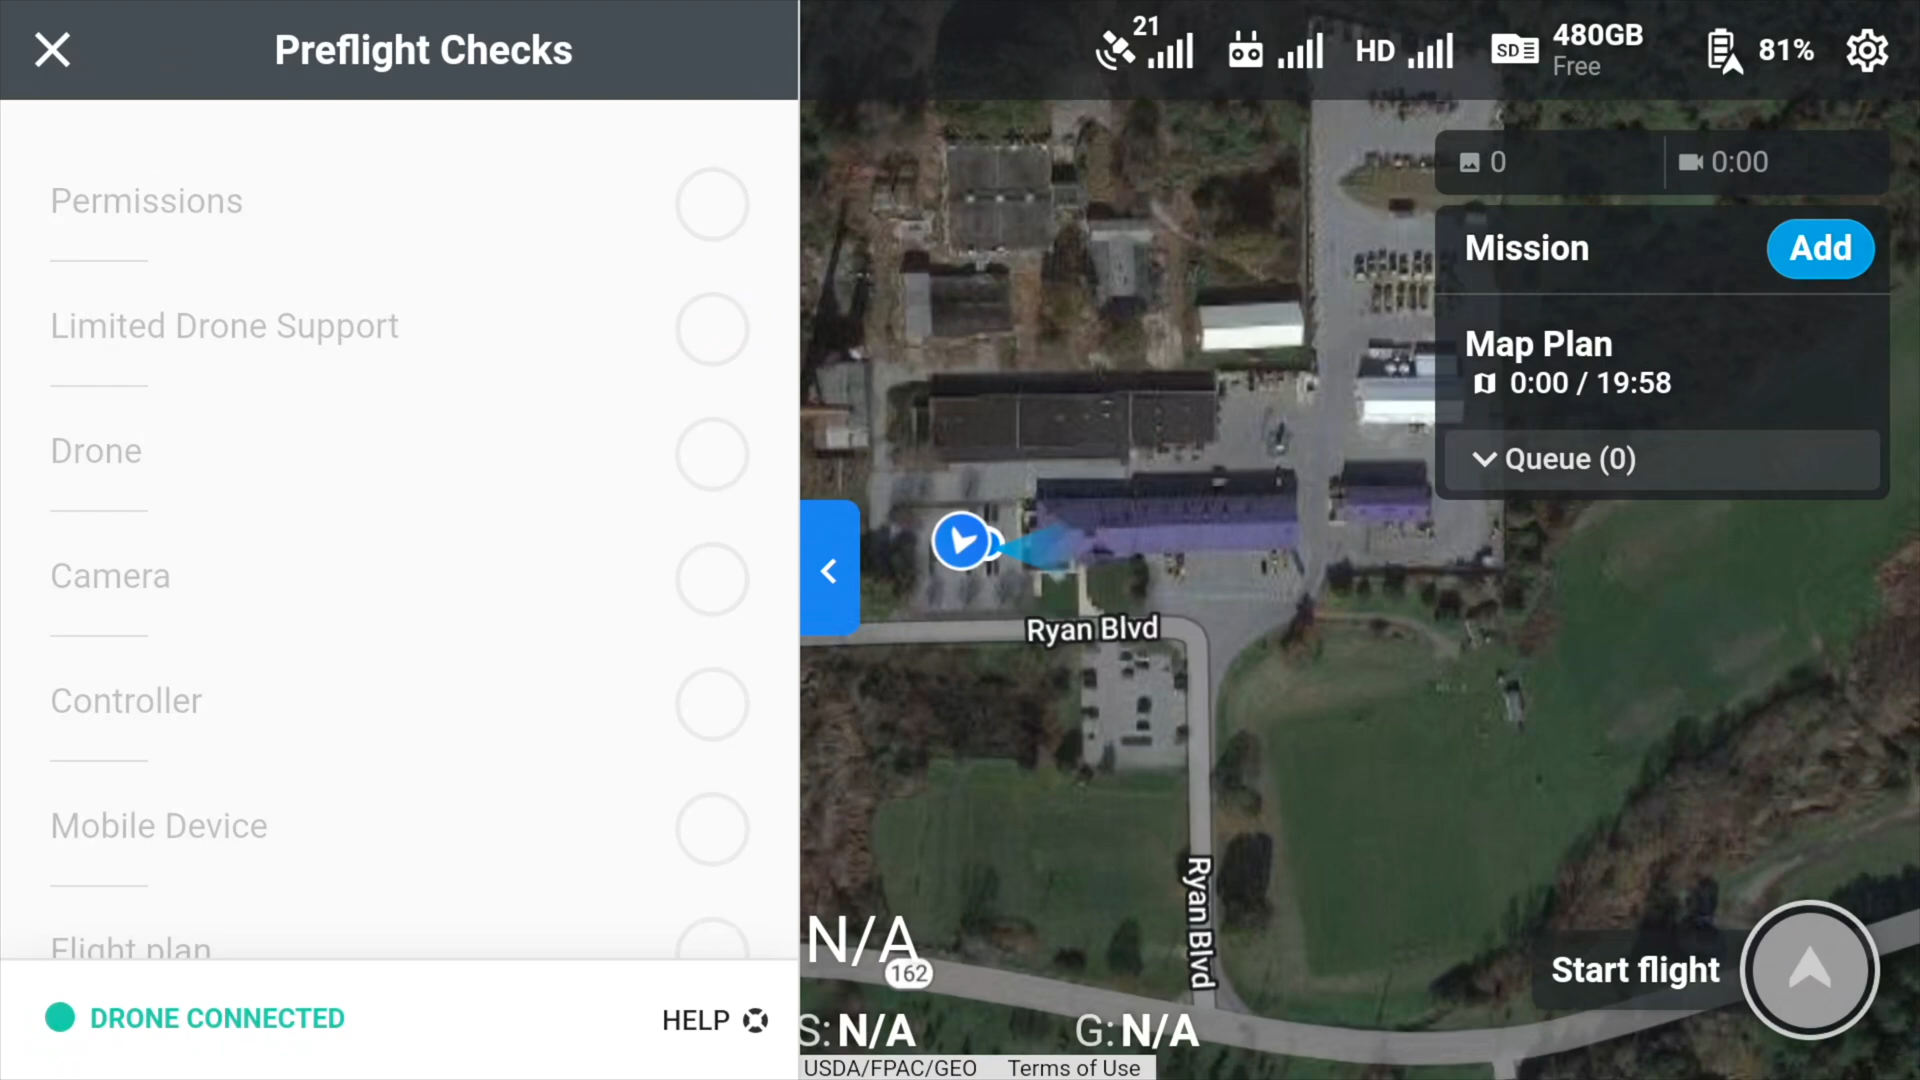 Preflight Checks
Permissions
Limited Drone Support
Drone
Camera
Controller
Mobile Device
Flight plan
DRONE CONNECTED
HELP
21
HD
SD
480GB
Free
81%
0
0:00
Mission
Add
Map Plan
0:00 / 19:58
Queue (0)
Ryan Blvd
Ryan Blvd
N/A
162
S: N/A
G: N/A
Start flight
USDA/FPAC/GEO
Terms of Use